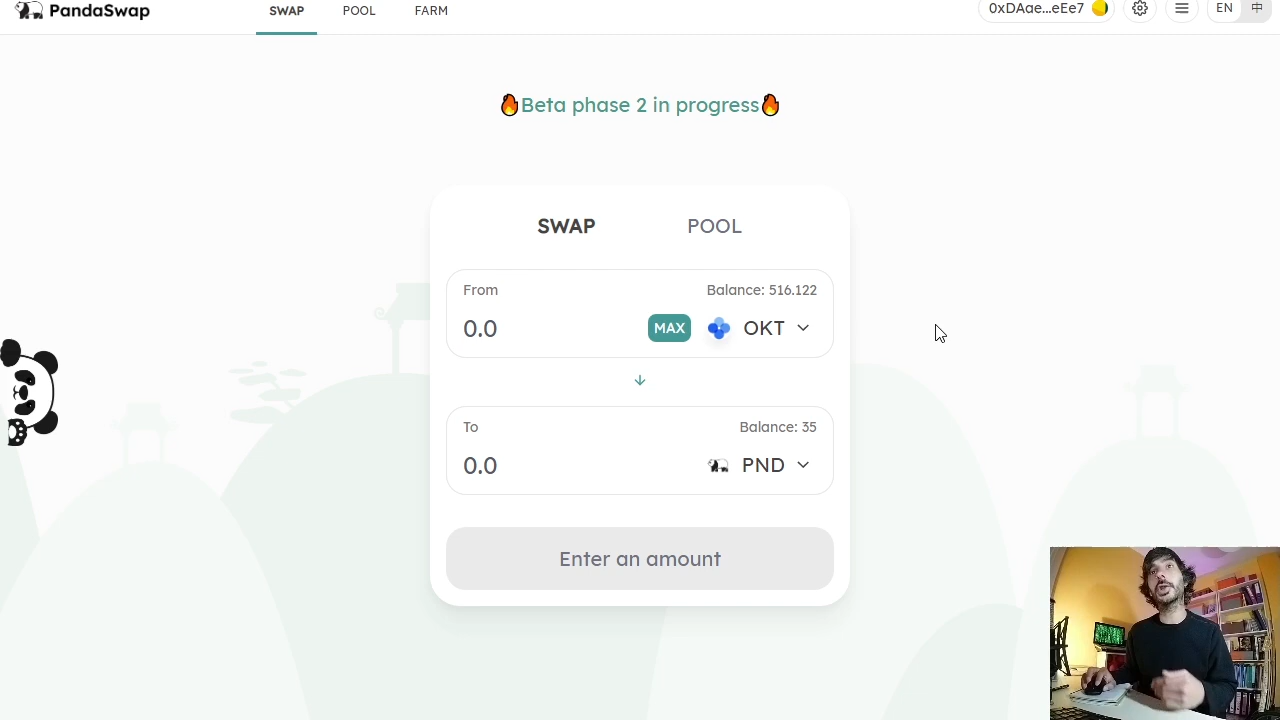 PandaSwap
SWAP POOL FARM
0xDAae...eEe7
EN 中
Beta phase 2 in progress
SWAP POOL
From Balance: 516.122
0.0 MAX OKT
To Balance: 35
0.0 PND
Enter an amount